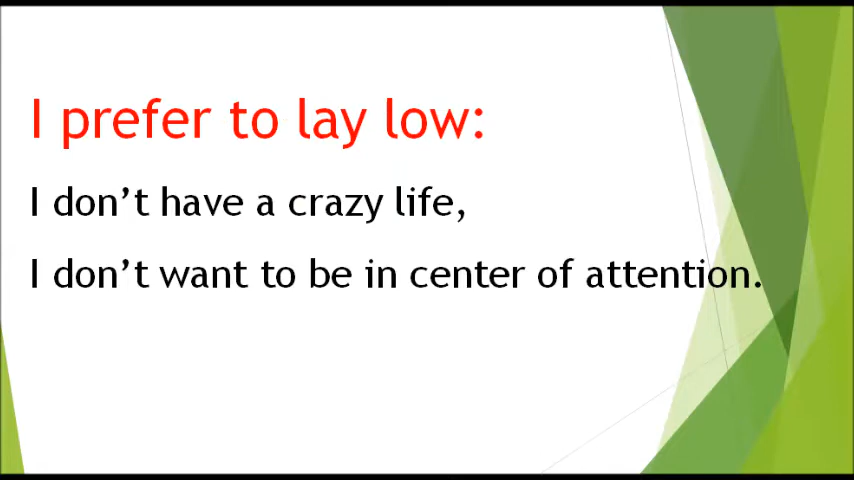 I prefer to lay low:
I don’t have a crazy life,
I don’t want to be in center of attention.